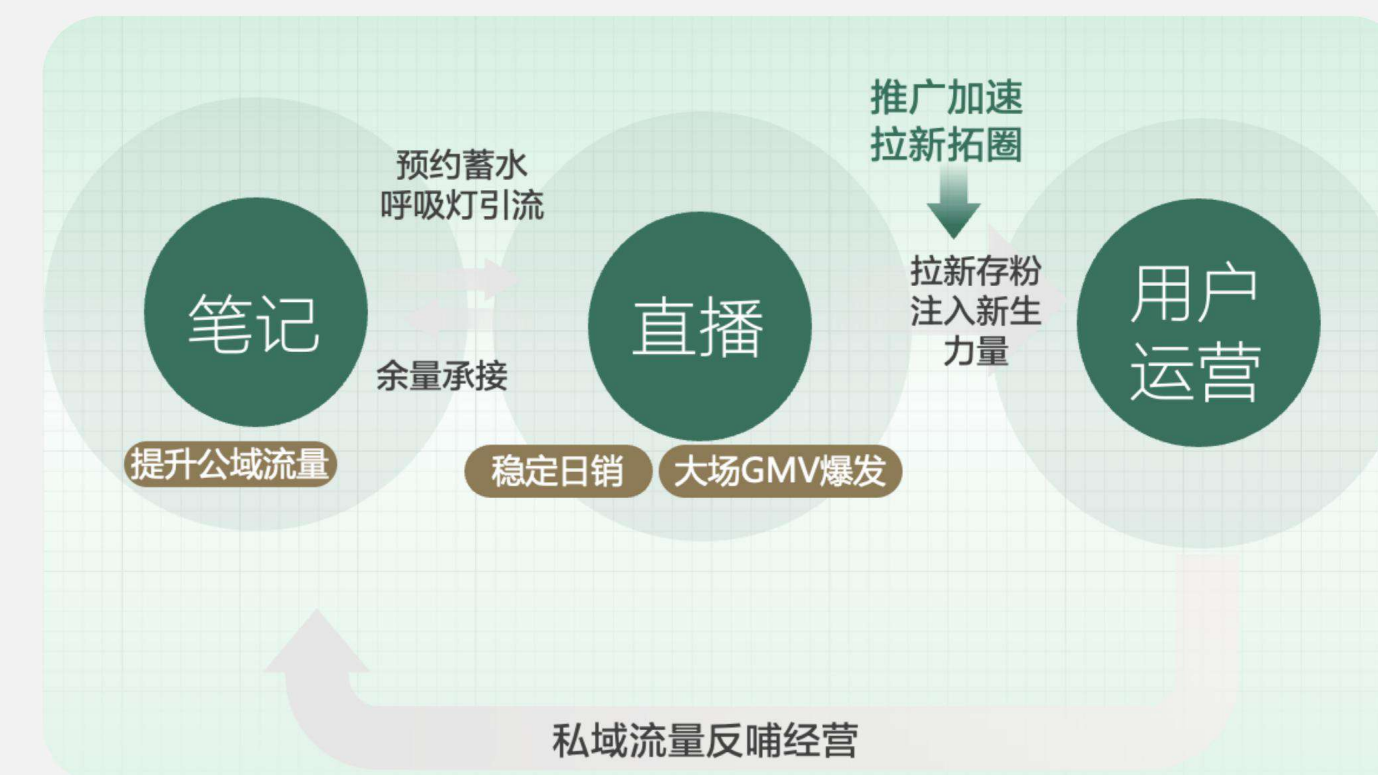 推广加速
拉新拓圈
预约蓄水
呼吸灯引流
笔记
直播
拉新存粉
注入新生
力量
用户
运营
余量承接
提升公域流量
稳定日销
大场GMV爆发
私域流量反哺经营